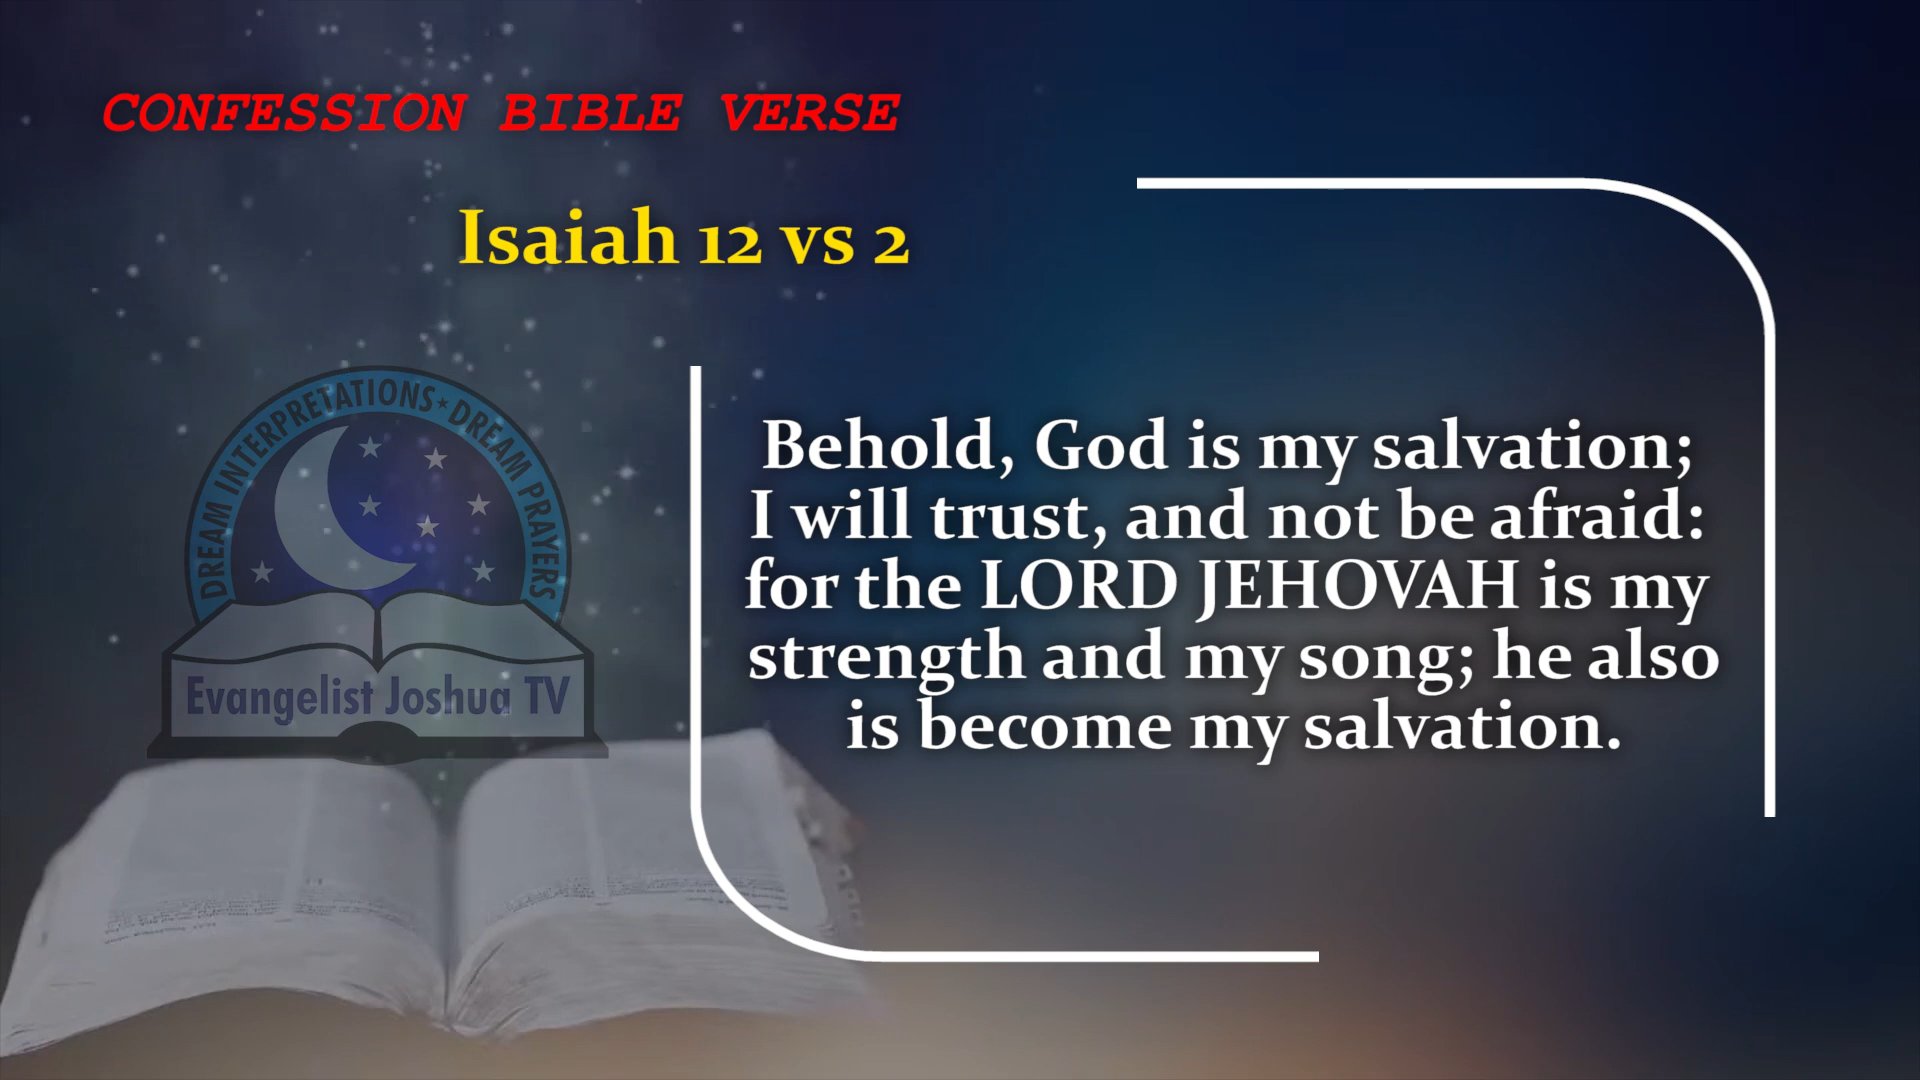 CONFESSION BIBLE VERSE
Isaiah 12 vs 2
DREAM INTERPRETATIONS★DREAM PRAYERS
Evangelist Joshua TV
Behold, God is my salvation;
I will trust, and not be afraid:
for the LORD JEHOVAH is my
strength and my song; he also
is become my salvation.